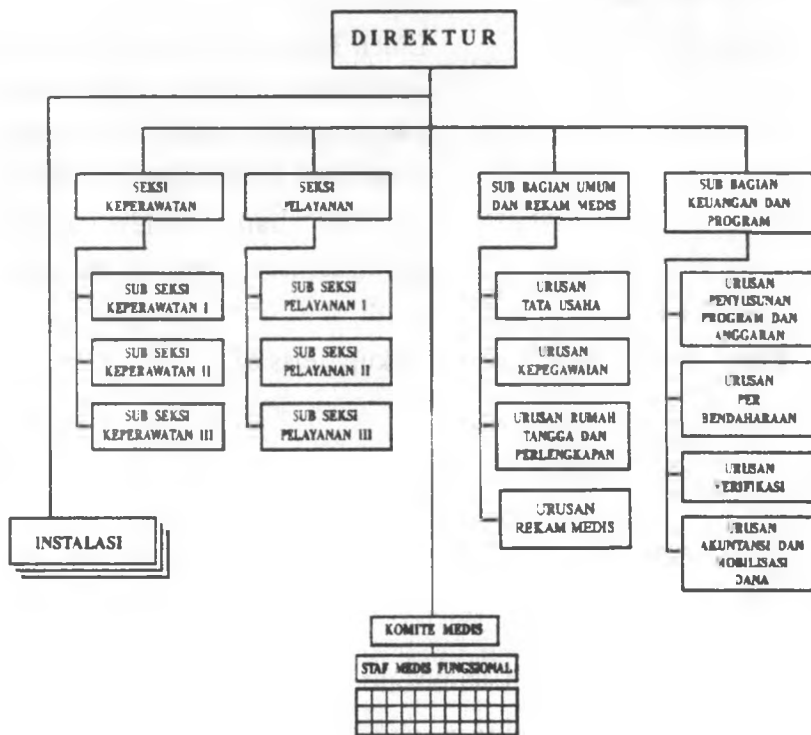 DIREKTUR
SEKSI
KEPERAWATAN
SEKSI
PELAYANAN
SUB BAGIAN UMUM
DAN REKAM MEDIS
SUB BAGIAN
KEUANGAN DAN
PROGRAM
SUB SEKSI
KEPERAWATAN I
SUB SEKSI
KEPERAWATAN II
SUB SEKSI
KEPERAWATAN III
SUB SEKSI
PELAYANAN I
SUB SEKSI
PELAYANAN II
SUB SEKSI
PELAYANAN III
URUSAN
TATA USAHA
URUSAN
KEPEGAWAIAN
URUSAN RUMAH
TANGGA DAN
PERLENGKAPAN
URUSAN
REKAM MEDIS
URUSAN
PENYUSUNAN
PROGRAM DAN
ANGGARAN
URUSAN
PER
BENDAHARAAN
URUSAN
VERIFIKASI
URUSAN
AKUNTANSI DAN
MOBILISASI
DANA
INSTALASI
KOMITE MEDIS
STAF MEDIS FUNGSIONAL